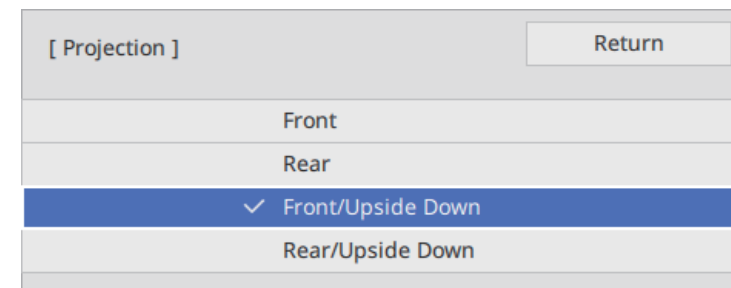 [ Projection ] Return
Front
Rear
Front/Upside Down
Rear/Upside Down